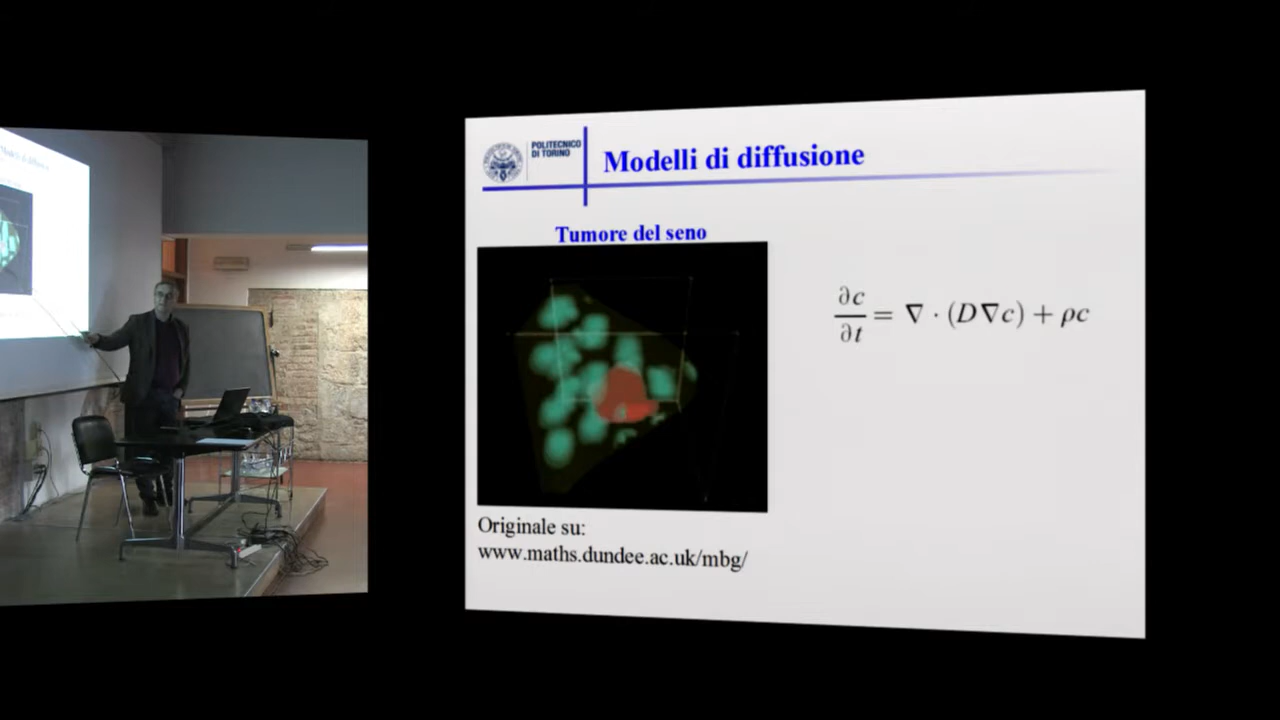 POLITECNICO
DI TORINO
Modelli di diffusione
Tumore del seno
∂c/∂t = ∇ · (D∇c) + ρc
Originale su:
www.maths.dundee.ac.uk/mbg/